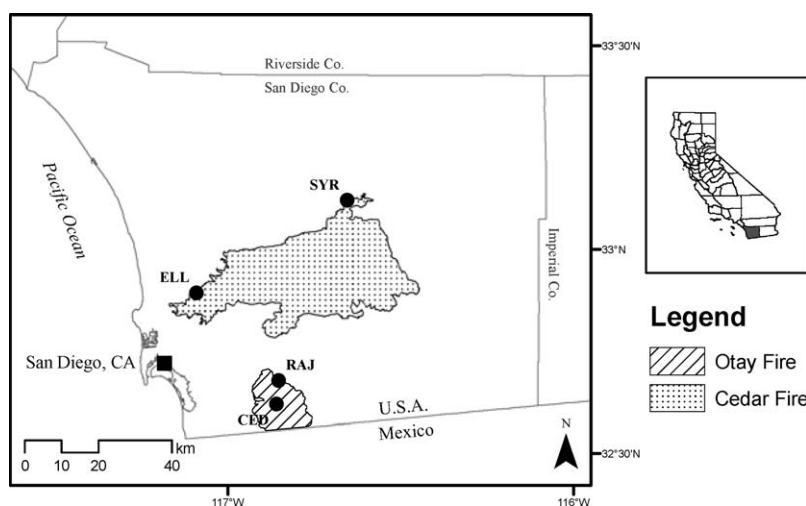 33°30'N
Riverside Co.
San Diego Co.
Pacific Ocean
SYR
33°N
Imperial Co.
ELL
Legend
San Diego, CA
RAJ
Otay Fire
CED
U.S.A.
Cedar Fire
Mexico
N
km
0 10 20 40
32°30'N
117°W
116°W